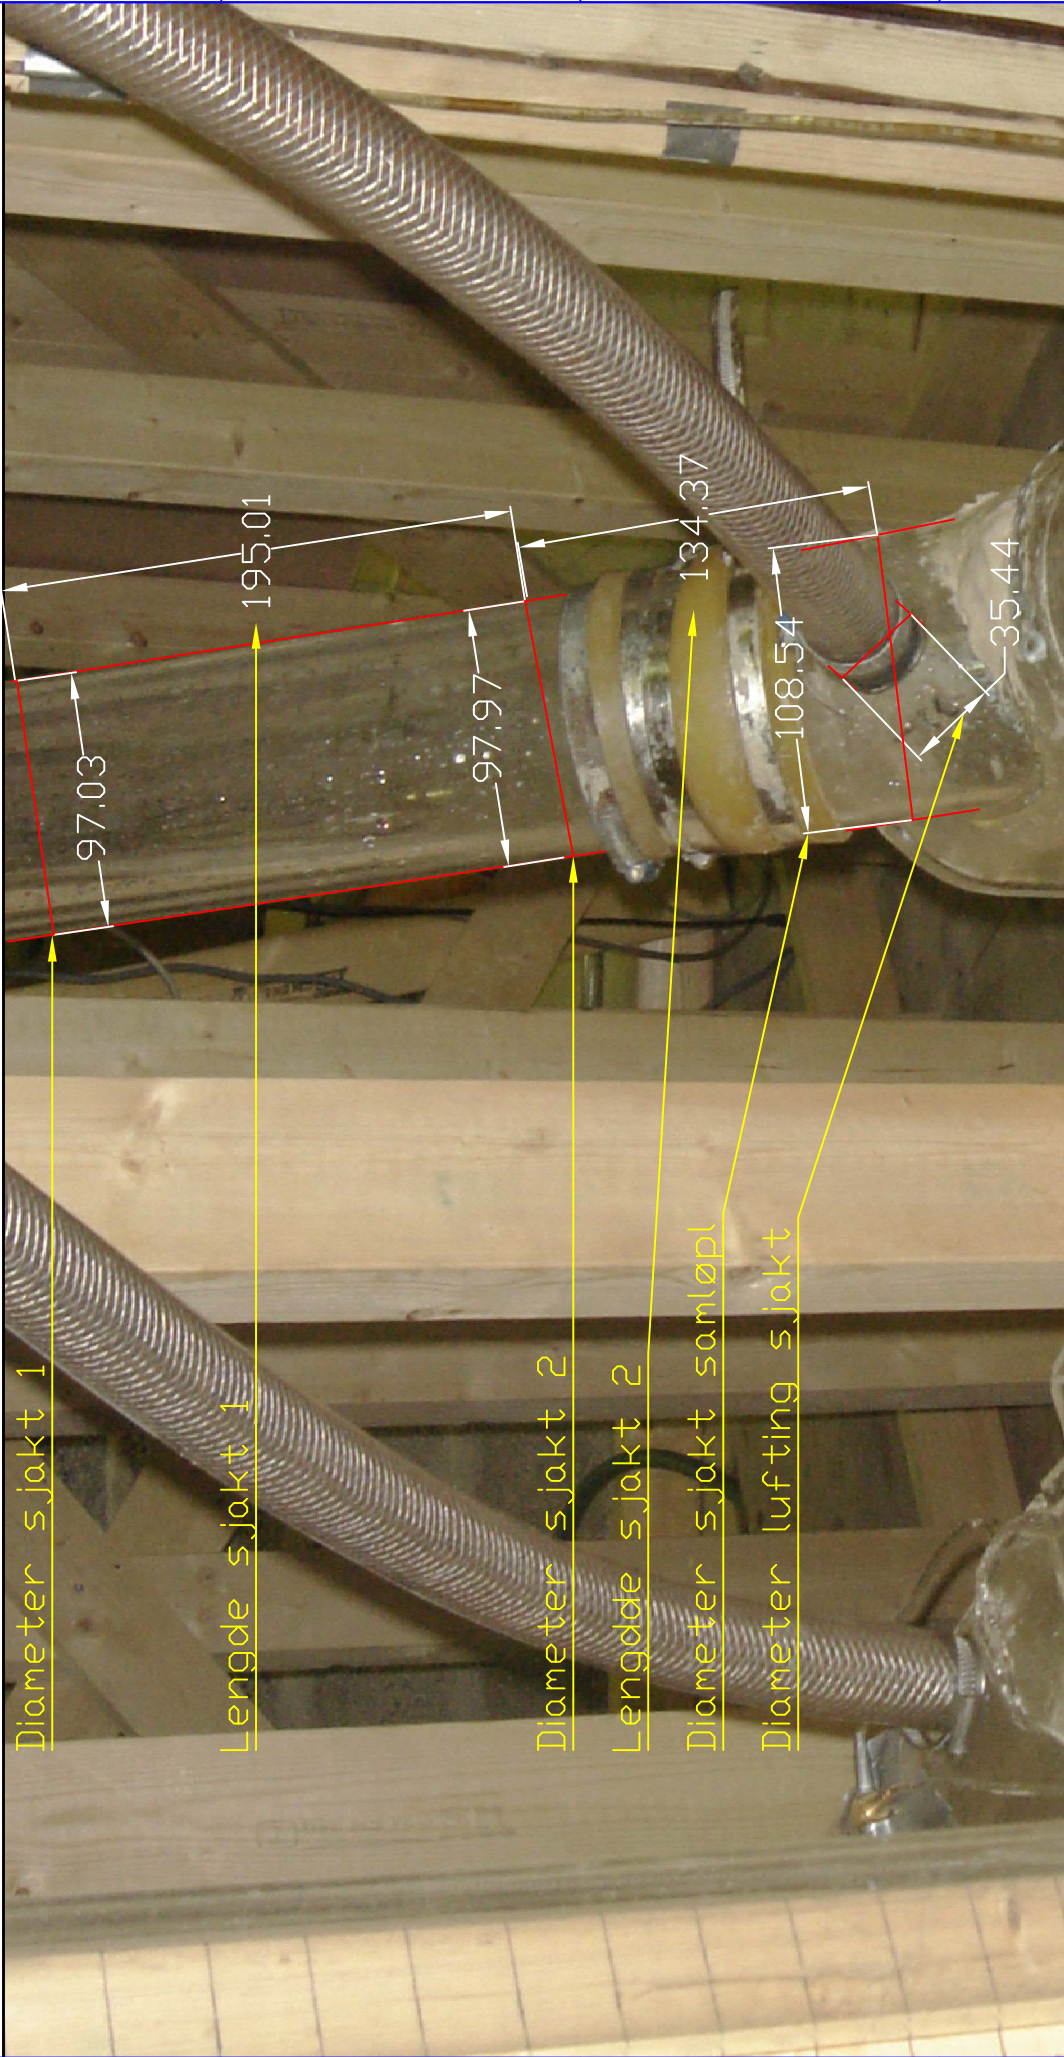 Diameter sjakt 1
Lengde sjakt 1
Diameter sjakt 2
Lengdde sjakt 2
Diameter sjakt samløpl
Diameter lufting sjakt
97.03
195.01
97.97
134.37
108.54
35.44